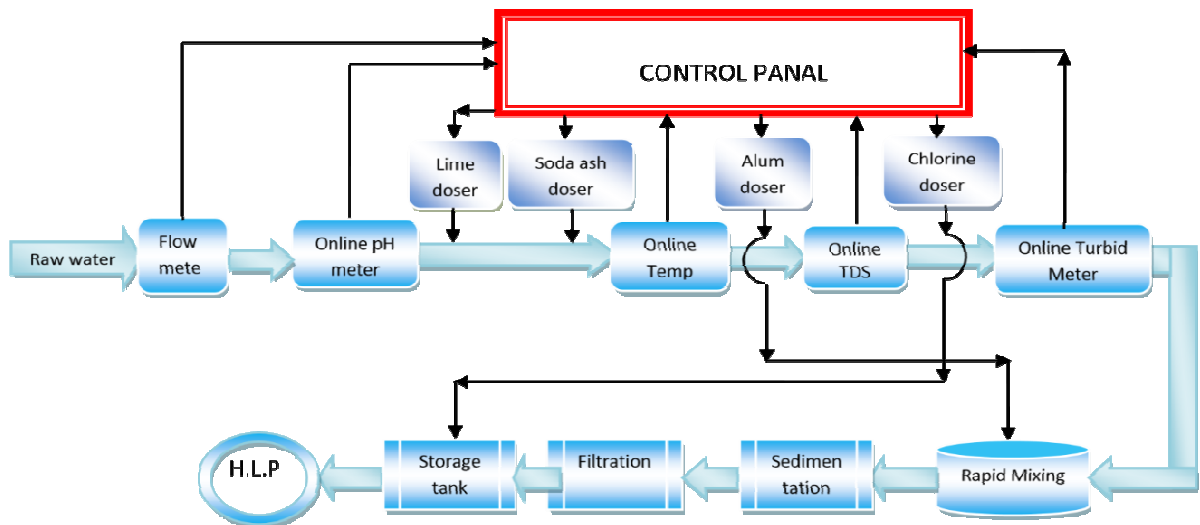 CONTROL PANAL
Lime
doser
Soda ash
doser
Alum
doser
Chlorine
doser
Raw water
Flow
mete
Online pH
meter
Online
Temp
Online
TDS
Online Turbid
Meter
H.L.P
Storage
tank
Filtration
Sedimen
tation
Rapid Mixing